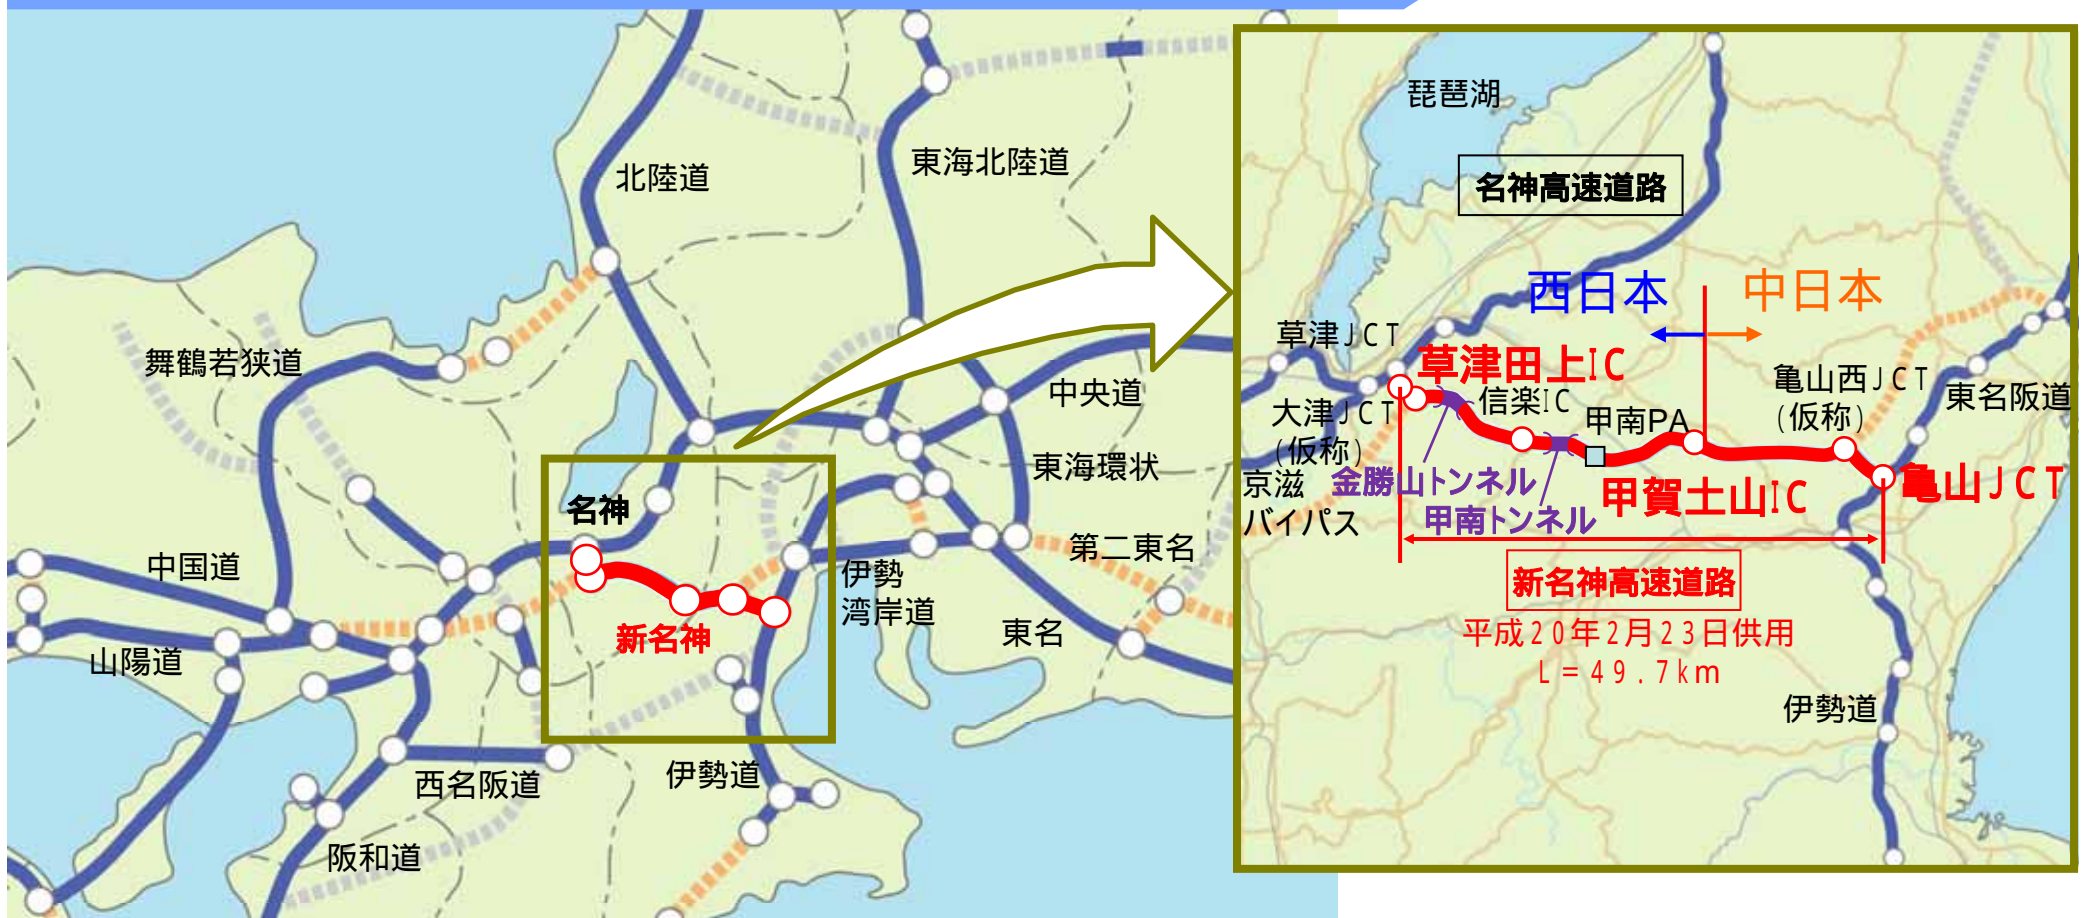 北陸道
東海北陸道
舞鶴若狭道
中央道
東海環状
名神
中国道
第二東名
伊勢
湾岸道
新名神
東名
山陽道
西名阪道
伊勢道
阪和道
琵琶湖
名神高速道路
西日本
中日本
草津JCT
草津田上IC
亀山西JCT
(仮称)
東名阪道
大津JCT
(仮称)
信楽IC
甲南PA
京滋
バイパス
金勝山トンネル
甲南トンネル
甲賀土山IC
亀山JCT
新名神高速道路
平成20年2月23日供用
L=49.7km
伊勢道